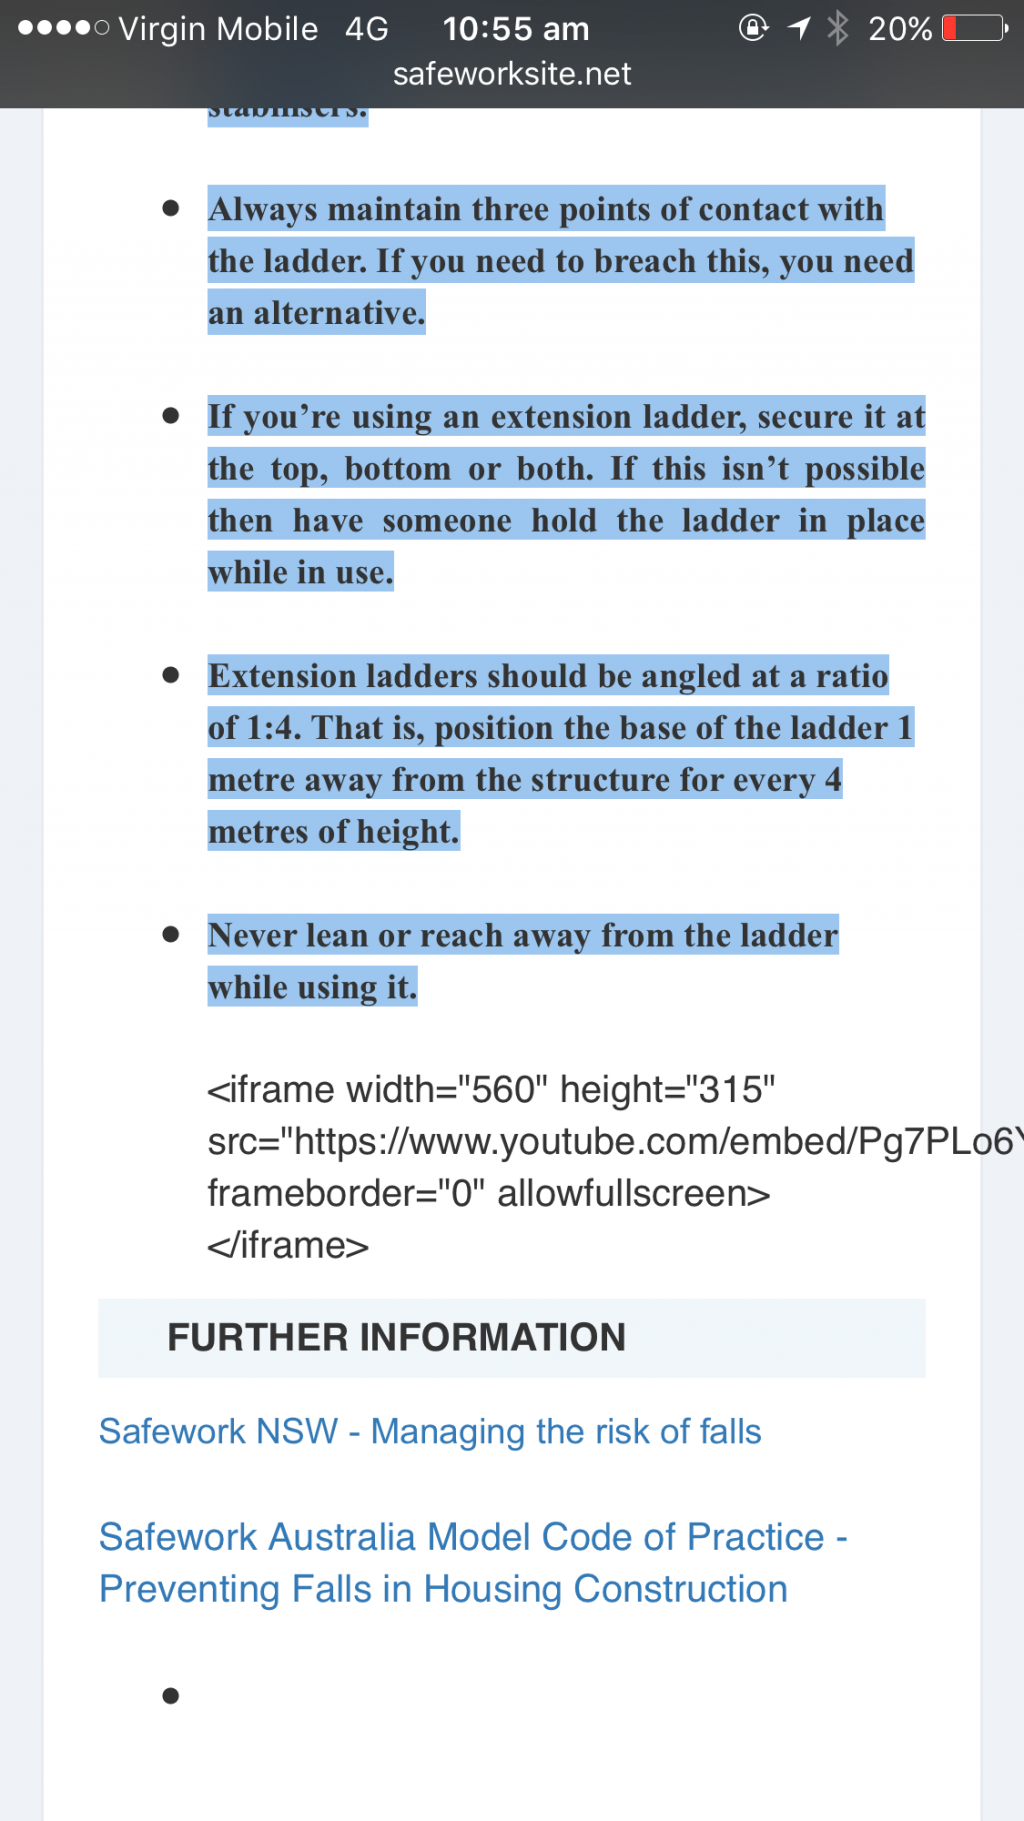 Virgin Mobile 4G 10:55 am 20%
safeworksite.net
stabilisers.
Always maintain three points of contact with
the ladder. If you need to breach this, you need
an alternative.
If you’re using an extension ladder, secure it at
the top, bottom or both. If this isn’t possible
then have someone hold the ladder in place
while in use.
Extension ladders should be angled at a ratio
of 1:4. That is, position the base of the ladder 1
metre away from the structure for every 4
metres of height.
Never lean or reach away from the ladder
while using it.
<iframe width="560" height="315"
src="https://www.youtube.com/embed/Pg7PLo6Y
frameborder="0" allowfullscreen>
</iframe>
FURTHER INFORMATION
Safework NSW - Managing the risk of falls
Safework Australia Model Code of Practice -
Preventing Falls in Housing Construction